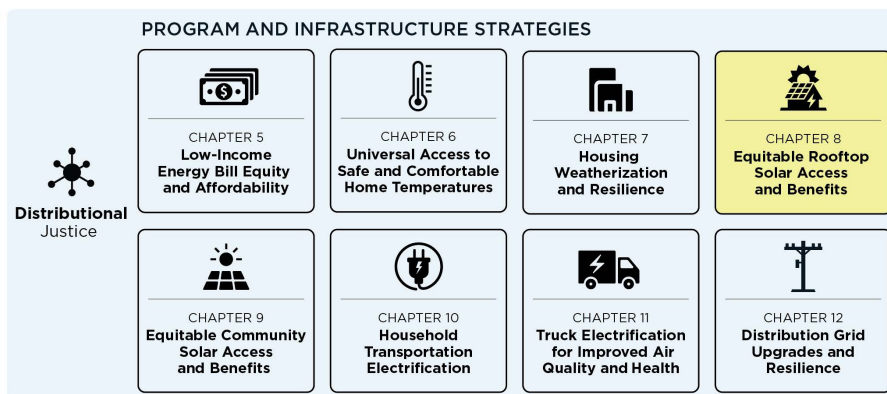 PROGRAM AND INFRASTRUCTURE STRATEGIES
Distributional
Justice
$
CHAPTER 5
Low-Income
Energy Bill Equity
and Affordability
CHAPTER 6
Universal Access to
Safe and Comfortable
Home Temperatures
CHAPTER 7
Housing
Weatherization
and Resilience
CHAPTER 8
Equitable Rooftop
Solar Access
and Benefits
CHAPTER 9
Equitable Community
Solar Access
and Benefits
CHAPTER 10
Household
Transportation
Electrification
CHAPTER 11
Truck Electrification
for Improved Air
Quality and Health
CHAPTER 12
Distribution Grid
Upgrades and
Resilience